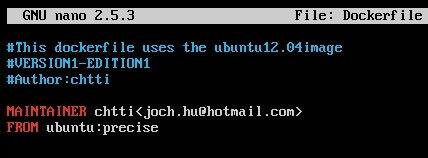 GNU nano 2.5.3 File: Dockerfile
#This dockerfile uses the ubuntu12.04image
#VERSION1-EDITION1
#Author:chtti
MAINTAINER chtti<joch.hu@hotmail.com>
FROM ubuntu:precise